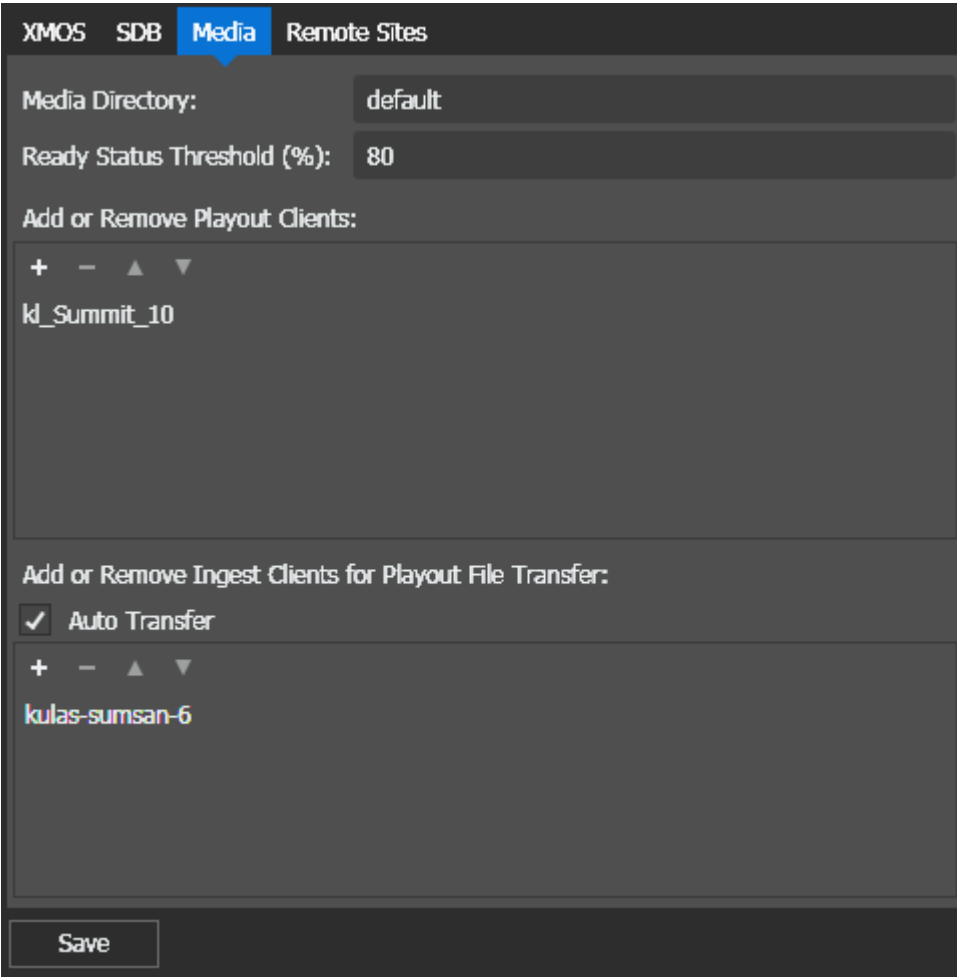 XMOS SDB Media Remote Sites
Media Directory: default
Ready Status Threshold (%): 80
Add or Remove Playout Clients:
kl_Summit_10
Add or Remove Ingest Clients for Playout File Transfer:
Auto Transfer
kulas-sumsan-6
Save